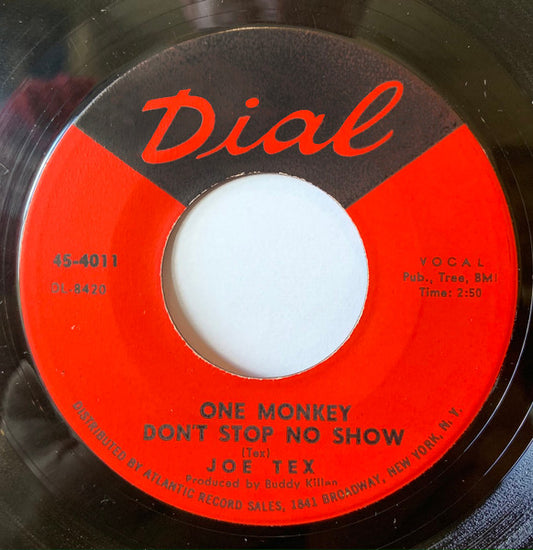 Dial
45-4011
DL-8420
VOCAL
Pub., Tree, BMI
Time: 2:50
ONE MONKEY
DON'T STOP NO SHOW
(Tex)
JOE TEX
Produced by Buddy Killen
DISTRIBUTED BY ATLANTIC RECORD SALES, 1841 BROADWAY, NEW YORK, N. Y.